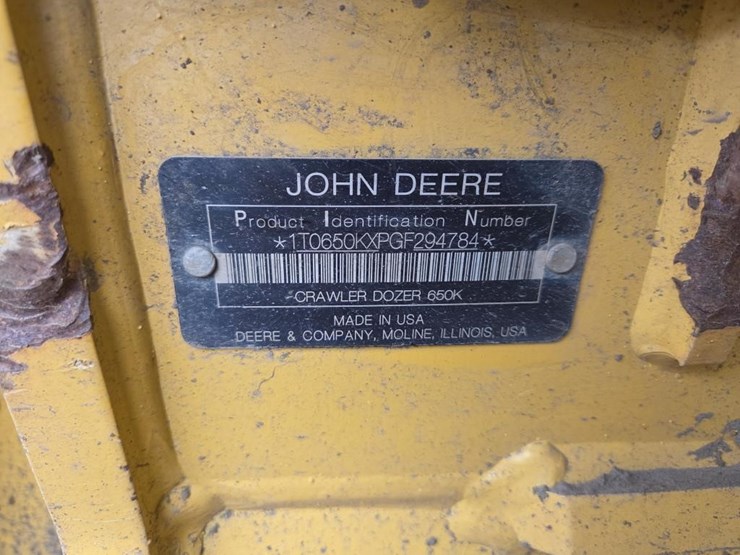 JOHN DEERE
Product Identification Number
*1T0650KXPGF294784*
CRAWLER DOZER 650K
MADE IN USA
DEERE & COMPANY, MOLINE, ILLINOIS, USA